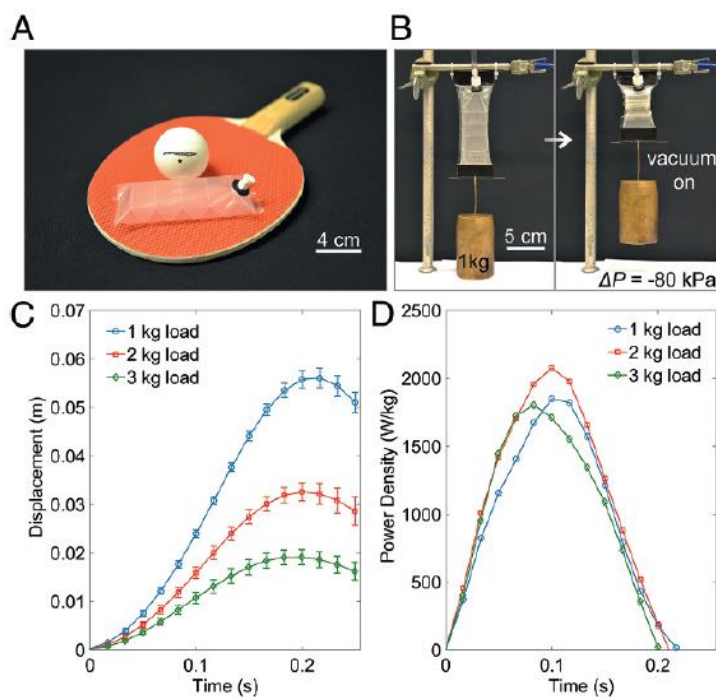 A
4 cm
B
1kg
5 cm
vacuum
on
ΔP = -80 kPa
C
0.07
0.06
0.05
0.04
0.03
0.02
0.01
0
Displacement (m)
1 kg load
2 kg load
3 kg load
0
0.1
0.2
Time (s)
D
2500
2000
1500
1000
500
0
Power Density (W/kg)
1 kg load
2 kg load
3 kg load
0
0.1
0.2
Time (s)